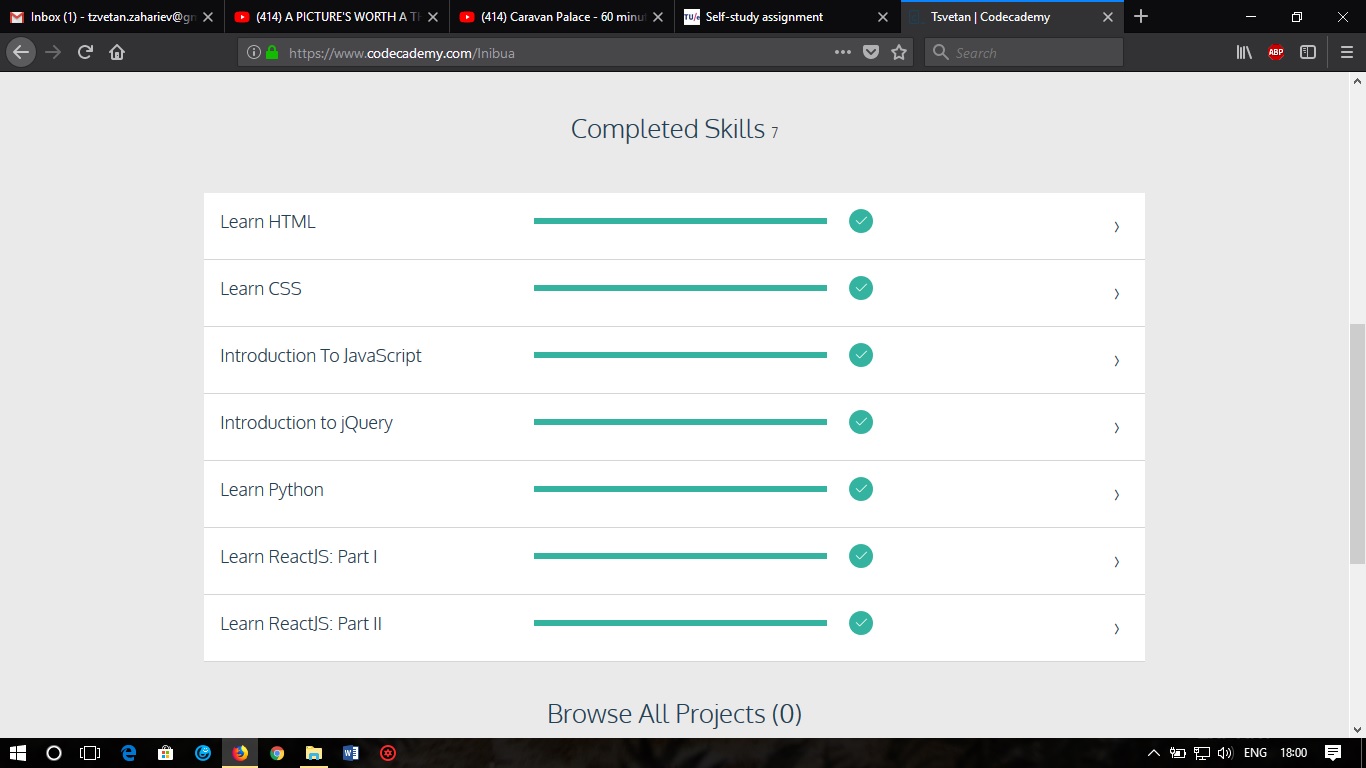 Inbox (1) - tzvetan.zahariev@gm
(414) A PICTURE'S WORTH A TH
(414) Caravan Palace - 60 minut
TU/e Self-study assignment
Tsvetan | Codecademy
https://www.codecademy.com/Inibua
Search
ABP
Completed Skills 7
Learn HTML
Learn CSS
Introduction To JavaScript
Introduction to jQuery
Learn Python
Learn ReactJS: Part I
Learn ReactJS: Part II
Browse All Projects (0)
ENG 18:00